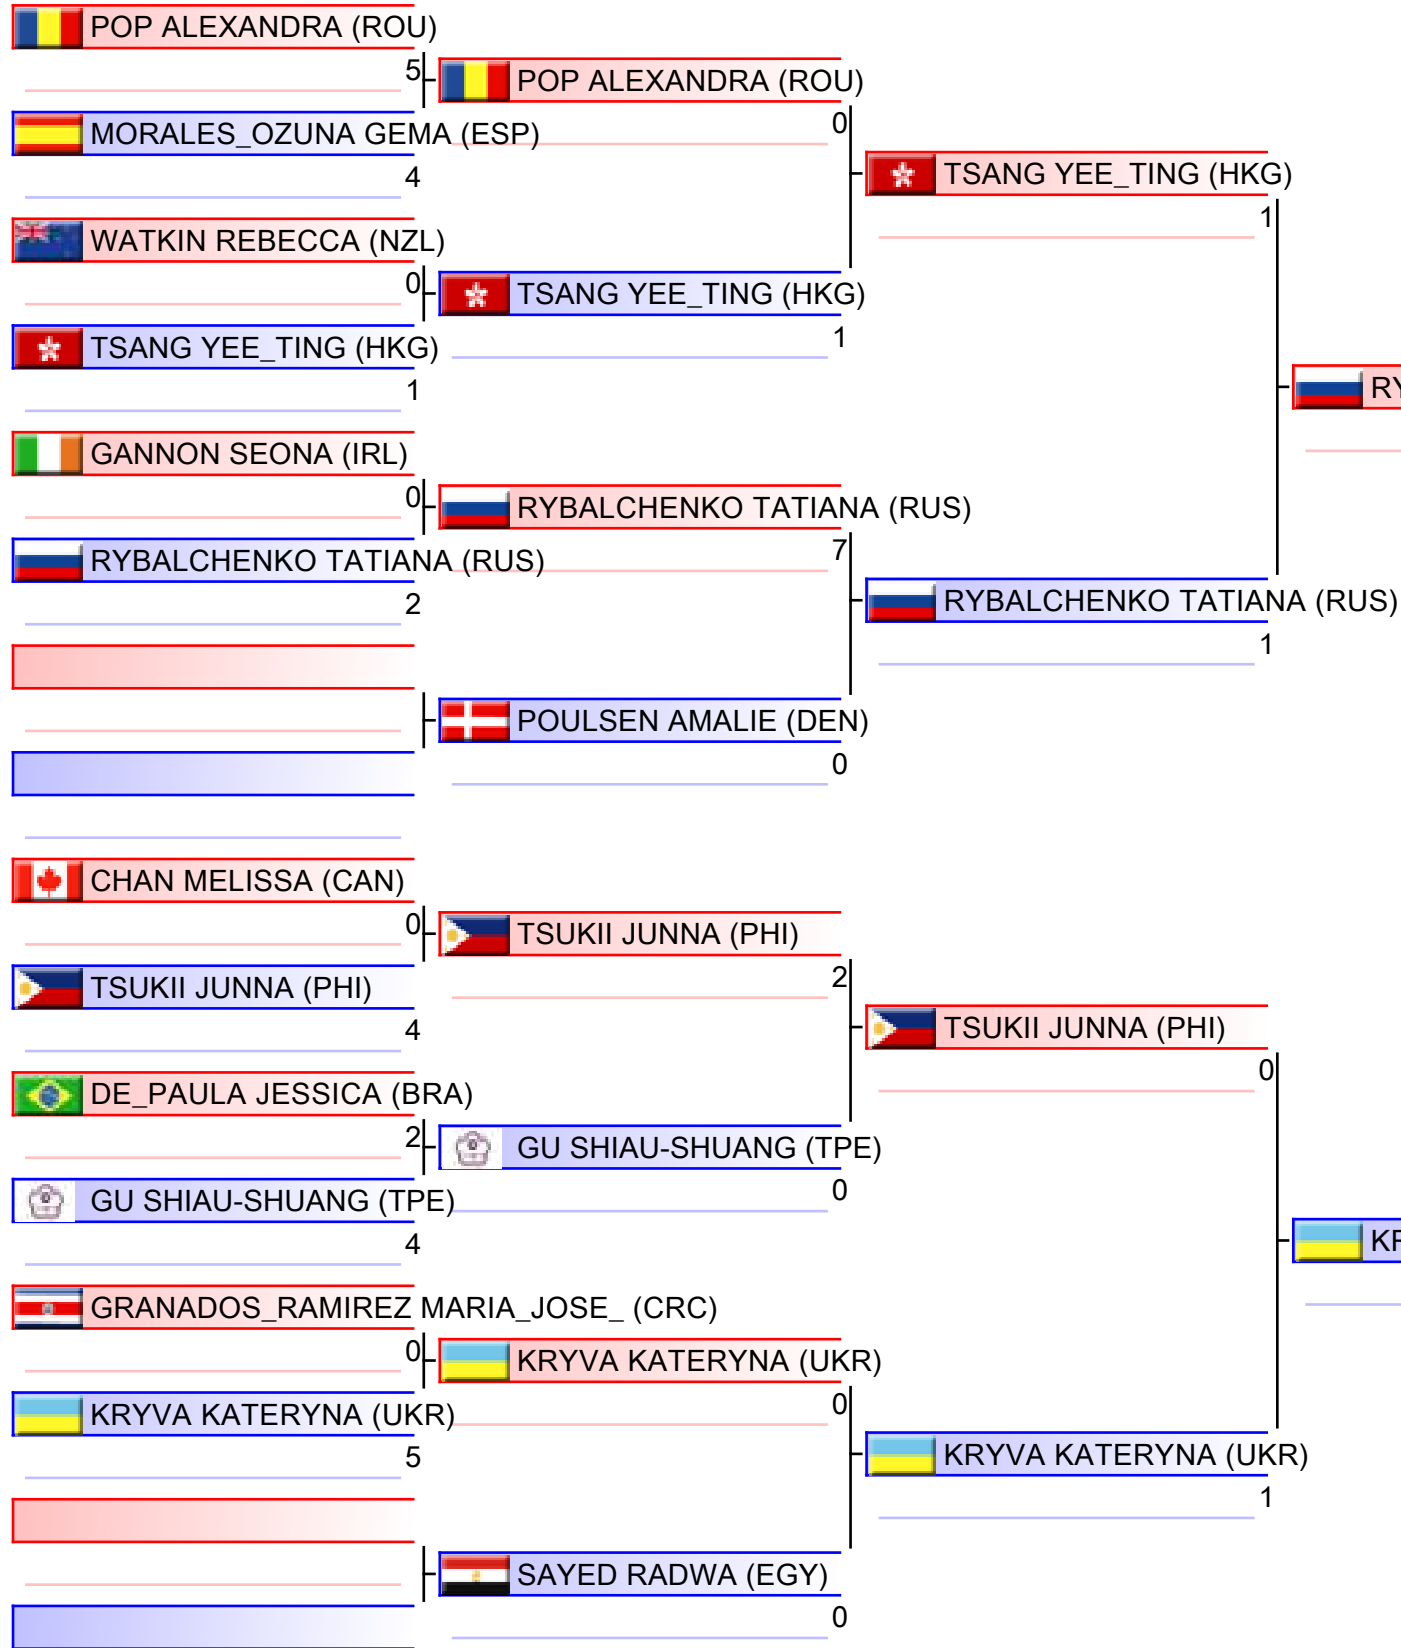 POP ALEXANDRA (ROU)
5
MORALES_OZUNA GEMA (ESP)
4
WATKIN REBECCA (NZL)
0
TSANG YEE_TING (HKG)
1
GANNON SEONA (IRL)
0
RYBALCHENKO TATIANA (RUS)
2
CHAN MELISSA (CAN)
0
TSUKII JUNNA (PHI)
4
DE_PAULA JESSICA (BRA)
2
GU SHIAU-SHUANG (TPE)
4
GRANADOS_RAMIREZ MARIA_JOSE_ (CRC)
0
KRYVA KATERYNA (UKR)
5
POP ALEXANDRA (ROU)
0
TSANG YEE_TING (HKG)
1
RYBALCHENKO TATIANA (RUS)
7
POULSEN AMALIE (DEN)
0
TSUKII JUNNA (PHI)
2
GU SHIAU-SHUANG (TPE)
0
KRYVA KATERYNA (UKR)
0
SAYED RADWA (EGY)
0
TSANG YEE_TING (HKG)
1
RYBALCHENKO TATIANA (RUS)
1
TSUKII JUNNA (PHI)
0
KRYVA KATERYNA (UKR)
1
RY
KR